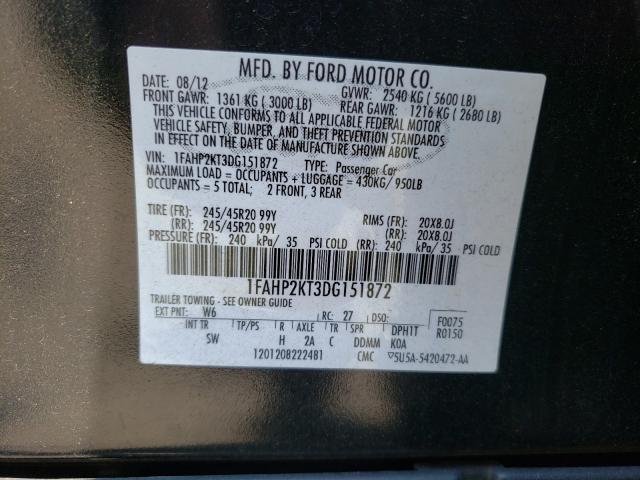 MFD. BY FORD MOTOR CO.
DATE: 08/12 GVWR: 2540 KG ( 5600 LB)
FRONT GAWR: 1361 KG ( 3000 LB) REAR GAWR: 1216 KG ( 2680 LB)
THIS VEHICLE CONFORMS TO ALL APPLICABLE FEDERAL MOTOR
VEHICLE SAFETY, BUMPER, AND THEFT PREVENTION STANDARDS
IN EFFECT ON THE DATE OF MANUFACTURE SHOWN ABOVE.
VIN: 1FAHP2KT3DG151872 TYPE: Passenger Car
MAXIMUM LOAD = OCCUPANTS + LUGGAGE = 430KG/ 950LB
OCCUPANTS = 5 TOTAL; 2 FRONT, 3 REAR
TIRE (FR): 245/45R20 99Y RIMS (FR): 20X8.0J
(RR): 245/45R20 99Y (RR): 20X8.0J
PRESSURE (FR): 240 kPa/ 35 PSI COLD (RR): 240 kPa/ 35 PSI COLD
1FAHP2KT3DG151872
TRAILER TOWING - SEE OWNER GUIDE
EXT PNT: W6 RC: 27 DSO: F0075
INT TR TP/PS R AXLE TR SPR DPH1T R0150
SW H 2A C DDMM K0A
1201208222481 CMC ▽5U5A-5420472-AA